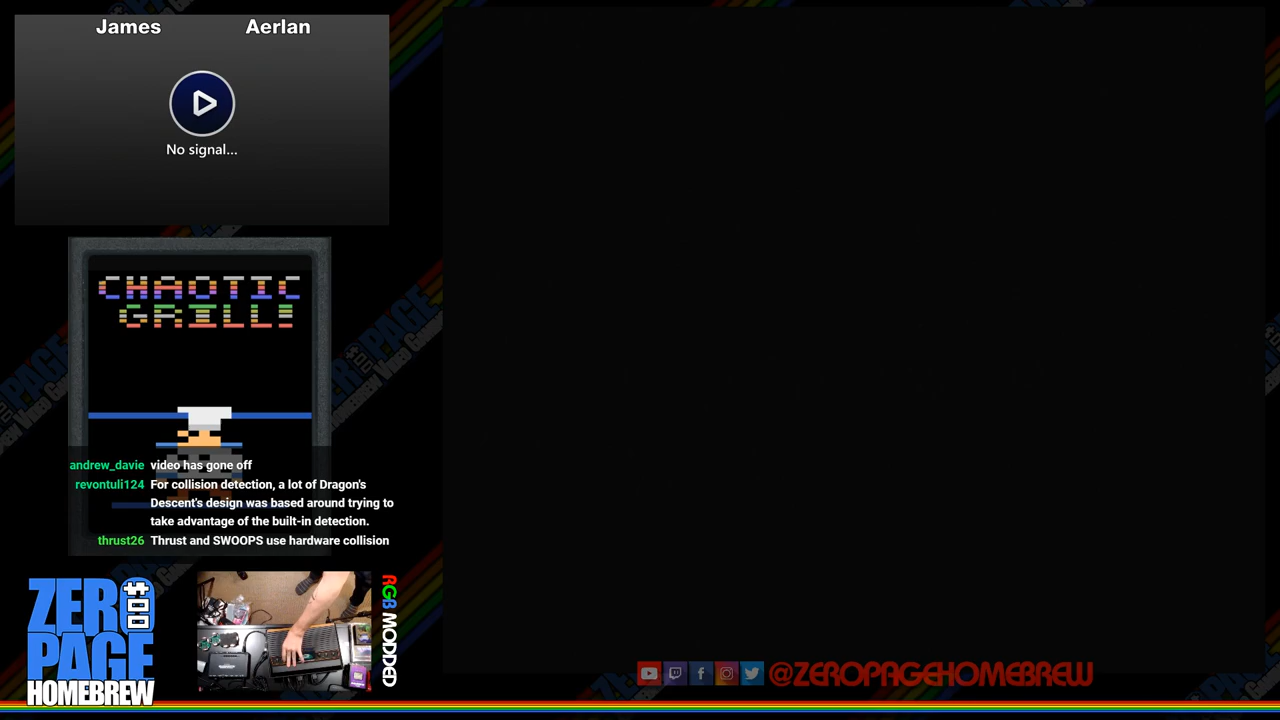 James Aerlan
No signal...
CHAOTIC
GRILL!
andrew_davie video has gone off
revontuli124 For collision detection, a lot of Dragon's
Descent's design was based around trying to
take advantage of the built-in detection.
thrust26 Thrust and SWOOPS use hardware collision
ZERO
PAGE
HOMEBREW
RGB MODDED
@ZEROPAGEHOMEBREW